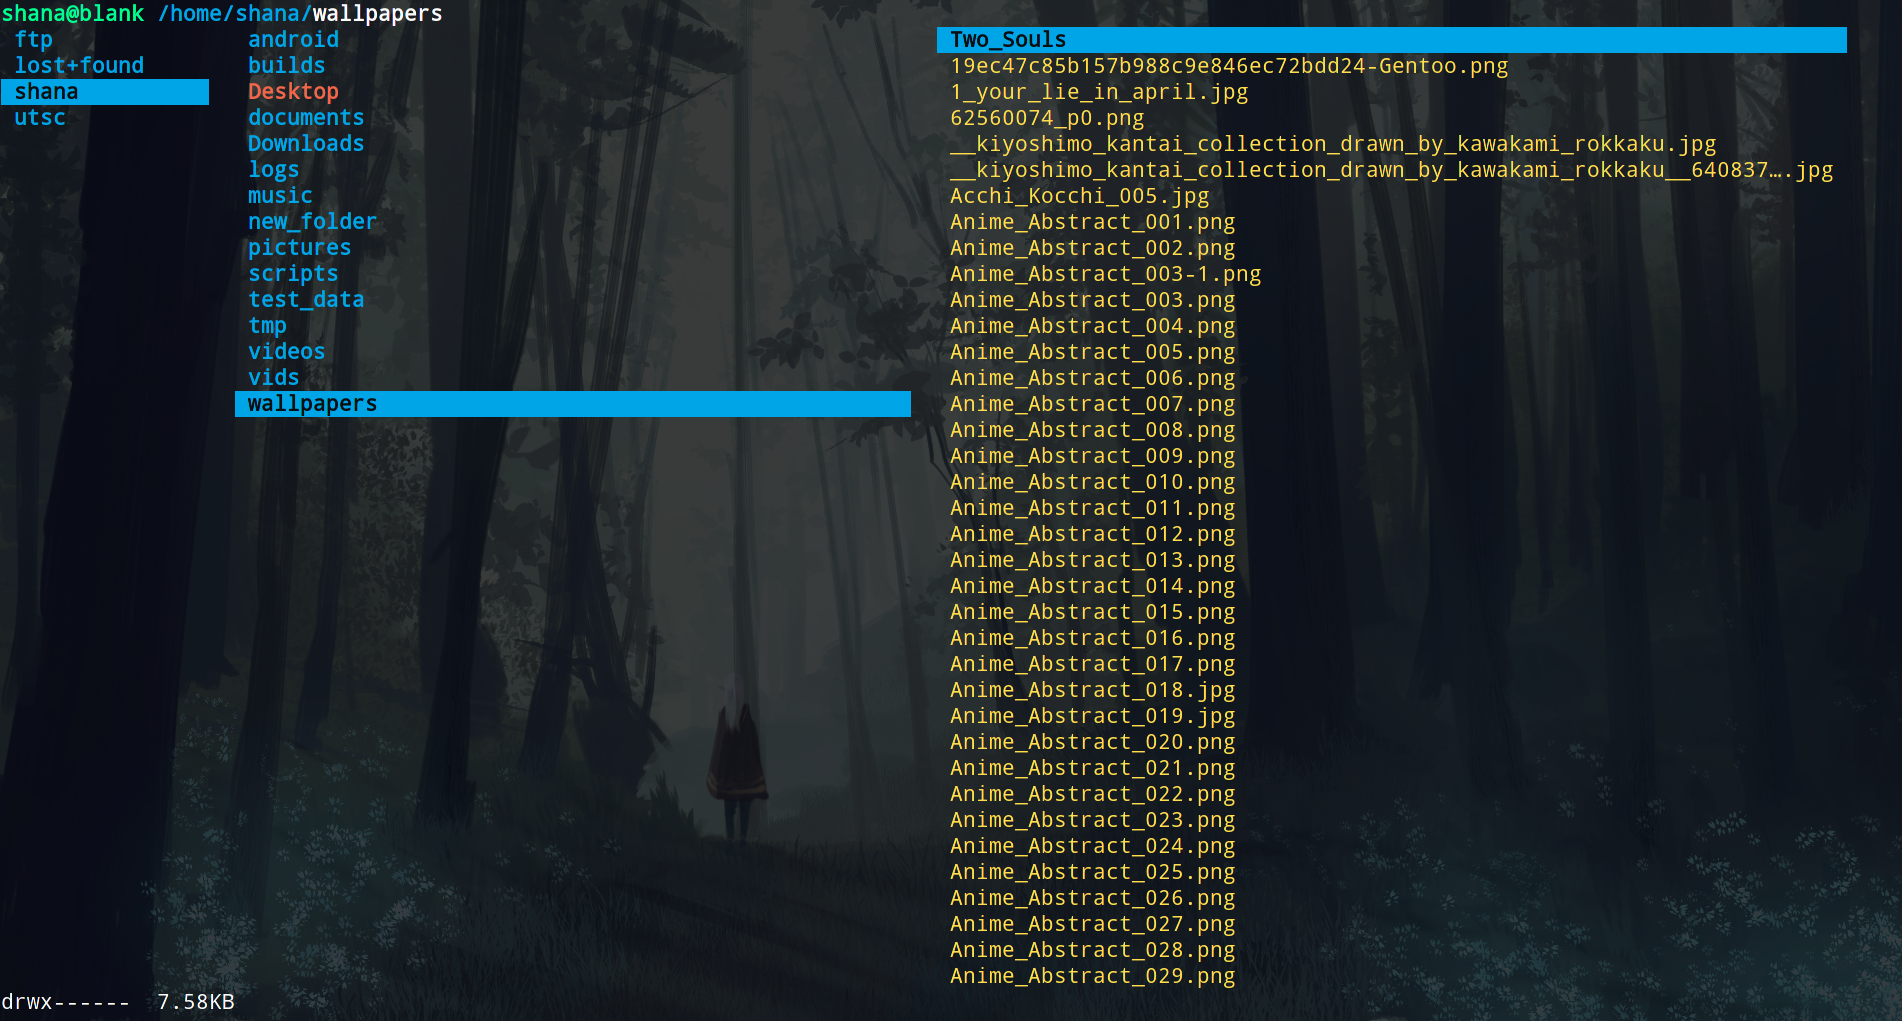 shana@blank /home/shana/wallpapers
ftp
lost+found
shana
utsc
android
builds
Desktop
documents
Downloads
logs
music
new_folder
pictures
scripts
test_data
tmp
videos
vids
wallpapers
Two_Souls
19ec47c85b157b988c9e846ec72bdd24-Gentoo.png
1_your_lie_in_april.jpg
62560074_p0.png
__kiyoshimo_kantai_collection_drawn_by_kawakami_rokkaku.jpg
__kiyoshimo_kantai_collection_drawn_by_kawakami_rokkaku__640837….jpg
Acchi_Kocchi_005.jpg
Anime_Abstract_001.png
Anime_Abstract_002.png
Anime_Abstract_003-1.png
Anime_Abstract_003.png
Anime_Abstract_004.png
Anime_Abstract_005.png
Anime_Abstract_006.png
Anime_Abstract_007.png
Anime_Abstract_008.png
Anime_Abstract_009.png
Anime_Abstract_010.png
Anime_Abstract_011.png
Anime_Abstract_012.png
Anime_Abstract_013.png
Anime_Abstract_014.png
Anime_Abstract_015.png
Anime_Abstract_016.png
Anime_Abstract_017.png
Anime_Abstract_018.jpg
Anime_Abstract_019.jpg
Anime_Abstract_020.png
Anime_Abstract_021.png
Anime_Abstract_022.png
Anime_Abstract_023.png
Anime_Abstract_024.png
Anime_Abstract_025.png
Anime_Abstract_026.png
Anime_Abstract_027.png
Anime_Abstract_028.png
Anime_Abstract_029.png
drwx------  7.58KB